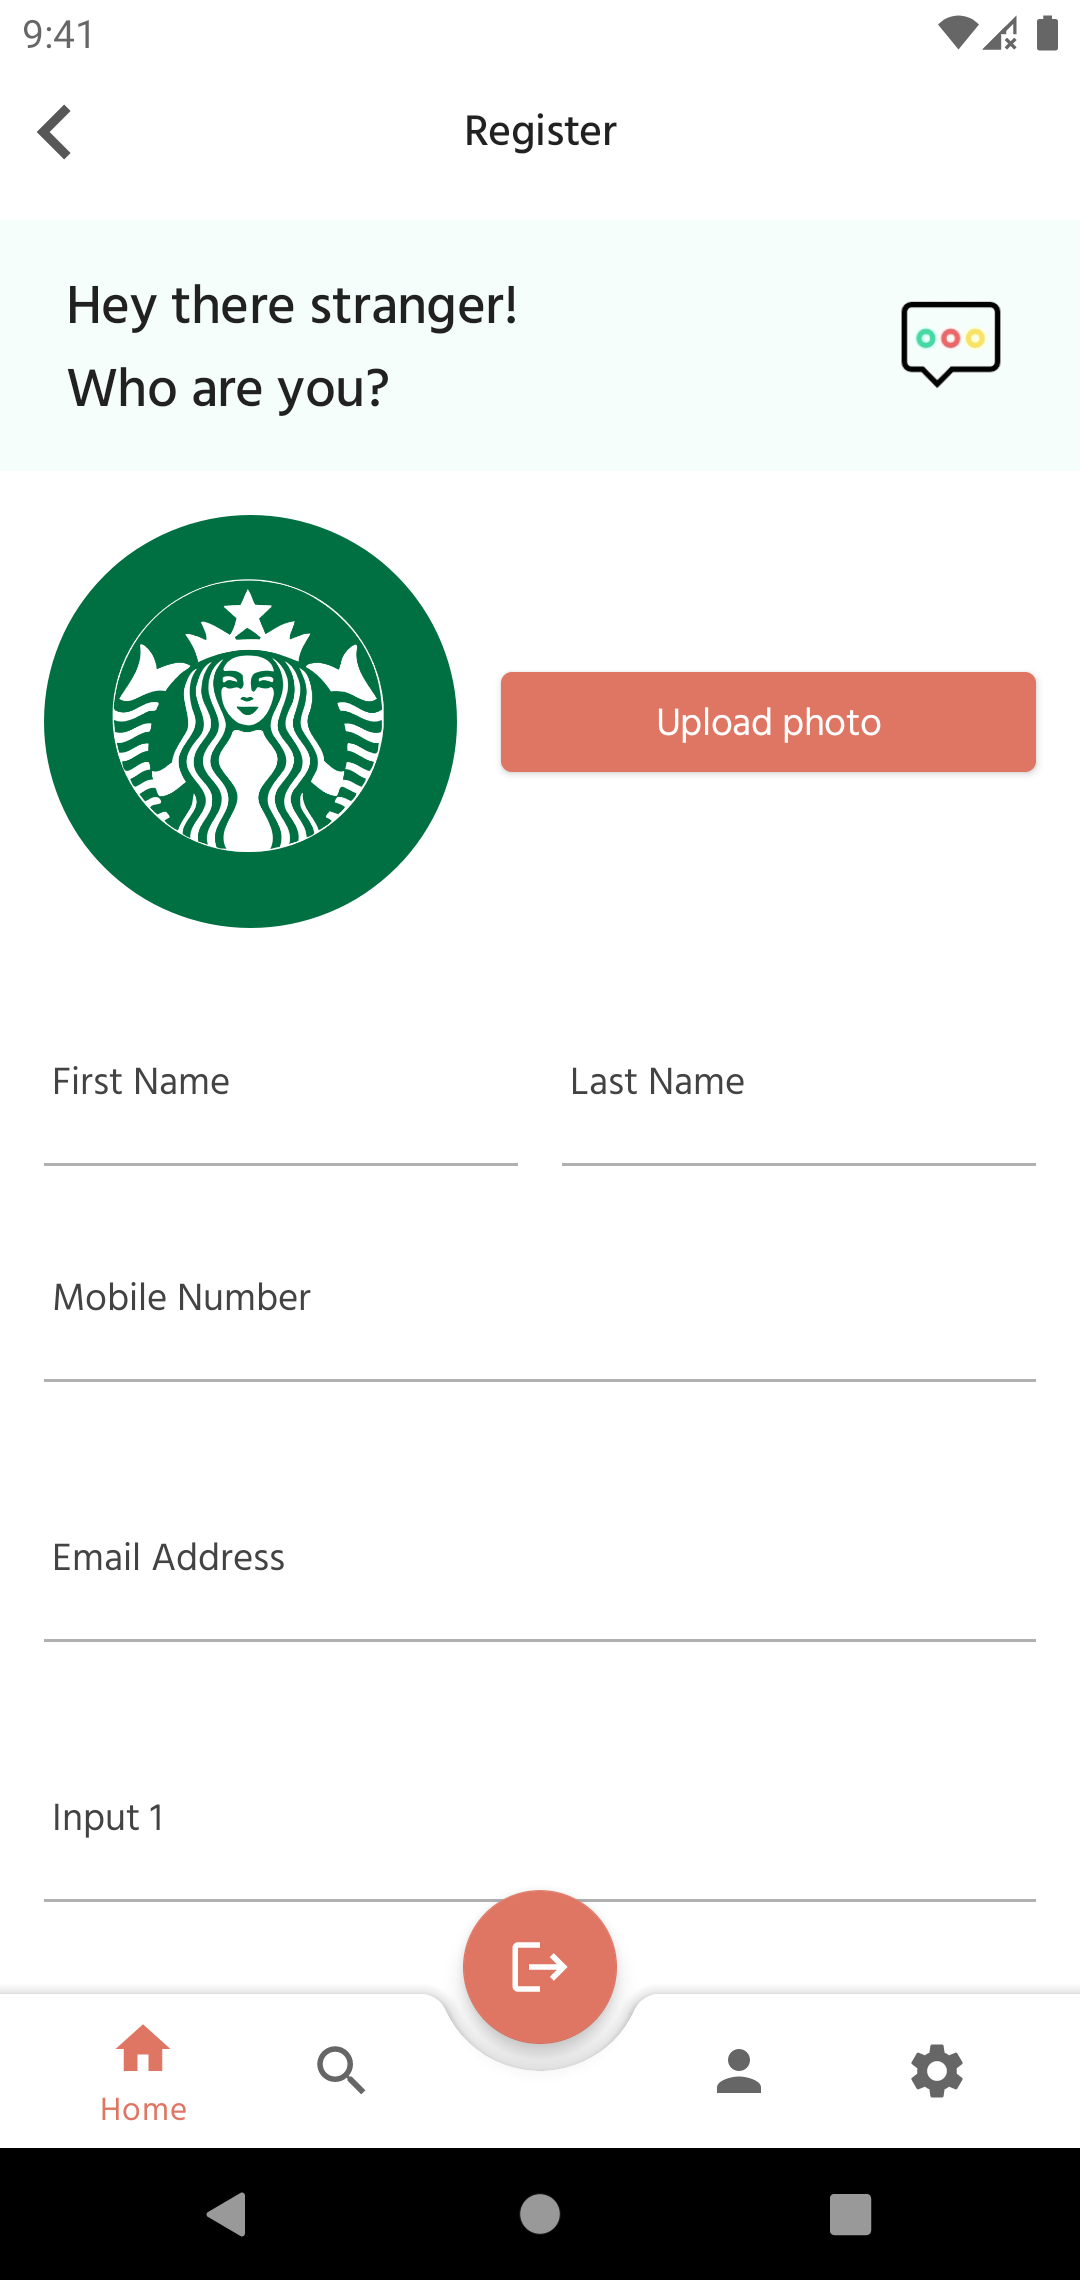 9:41
Register
Hey there stranger!
Who are you?
Upload photo
First Name
Last Name
Mobile Number
Email Address
Input 1
Home